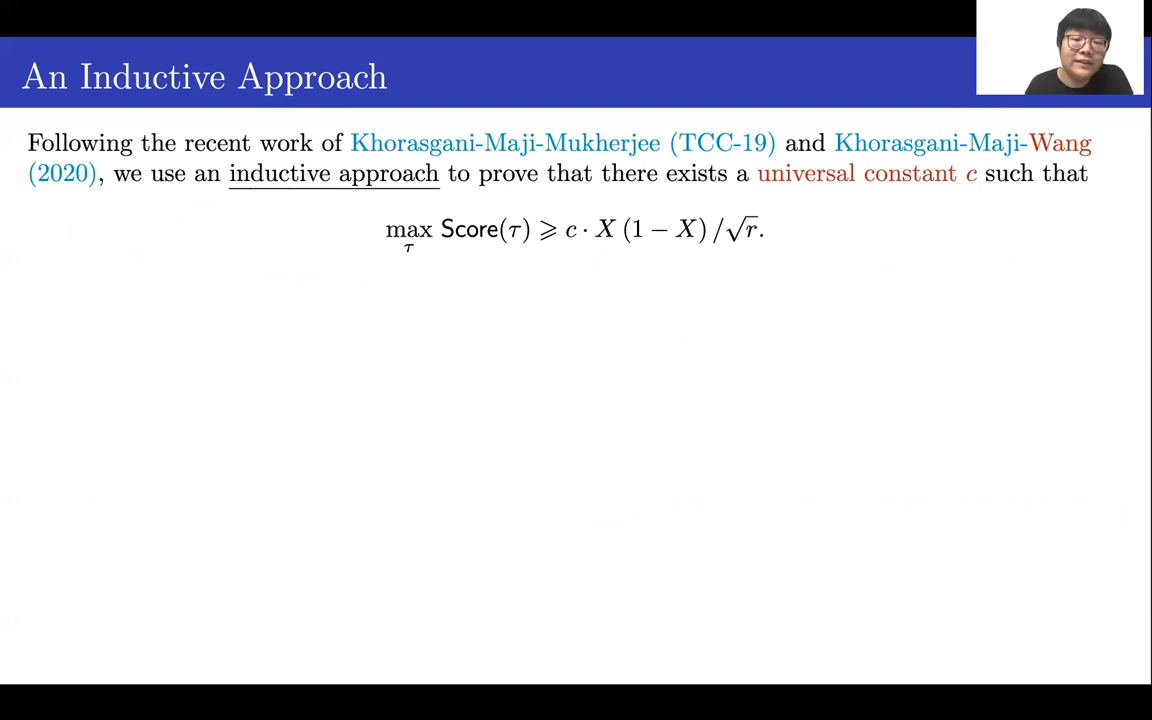 An Inductive Approach
Following the recent work of Khorasgani-Maji-Mukherjee (TCC-19) and Khorasgani-Maji-Wang
(2020), we use an inductive approach to prove that there exists a universal constant c such that
max Score(τ) ⩾ c · X (1 − X) /√r.
τ